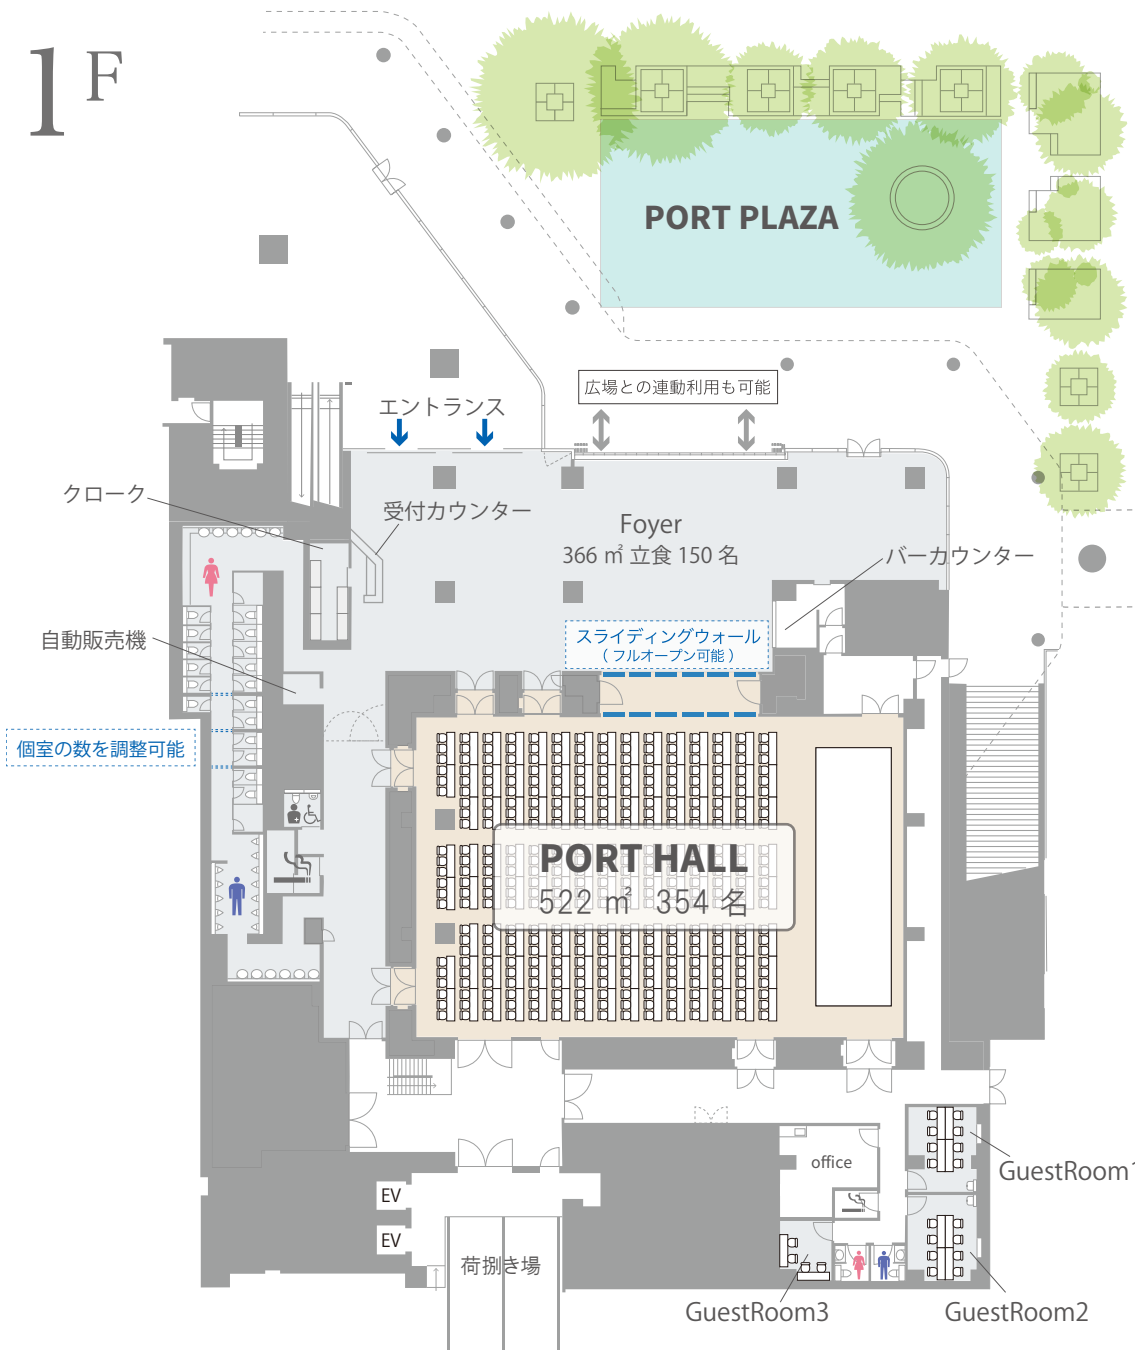 1F
PORT PLAZA
広場との連動利用も可能
エントランス
クローク
受付カウンター
Foyer
366 ㎡ 立食 150 名
バーカウンター
スライディングウォール
（フルオープン可能）
自動販売機
個室の数を調整可能
PORT HALL
522 ㎡ 354 名
office
GuestRoom1
EV
EV
荷捌き場
GuestRoom3
GuestRoom2